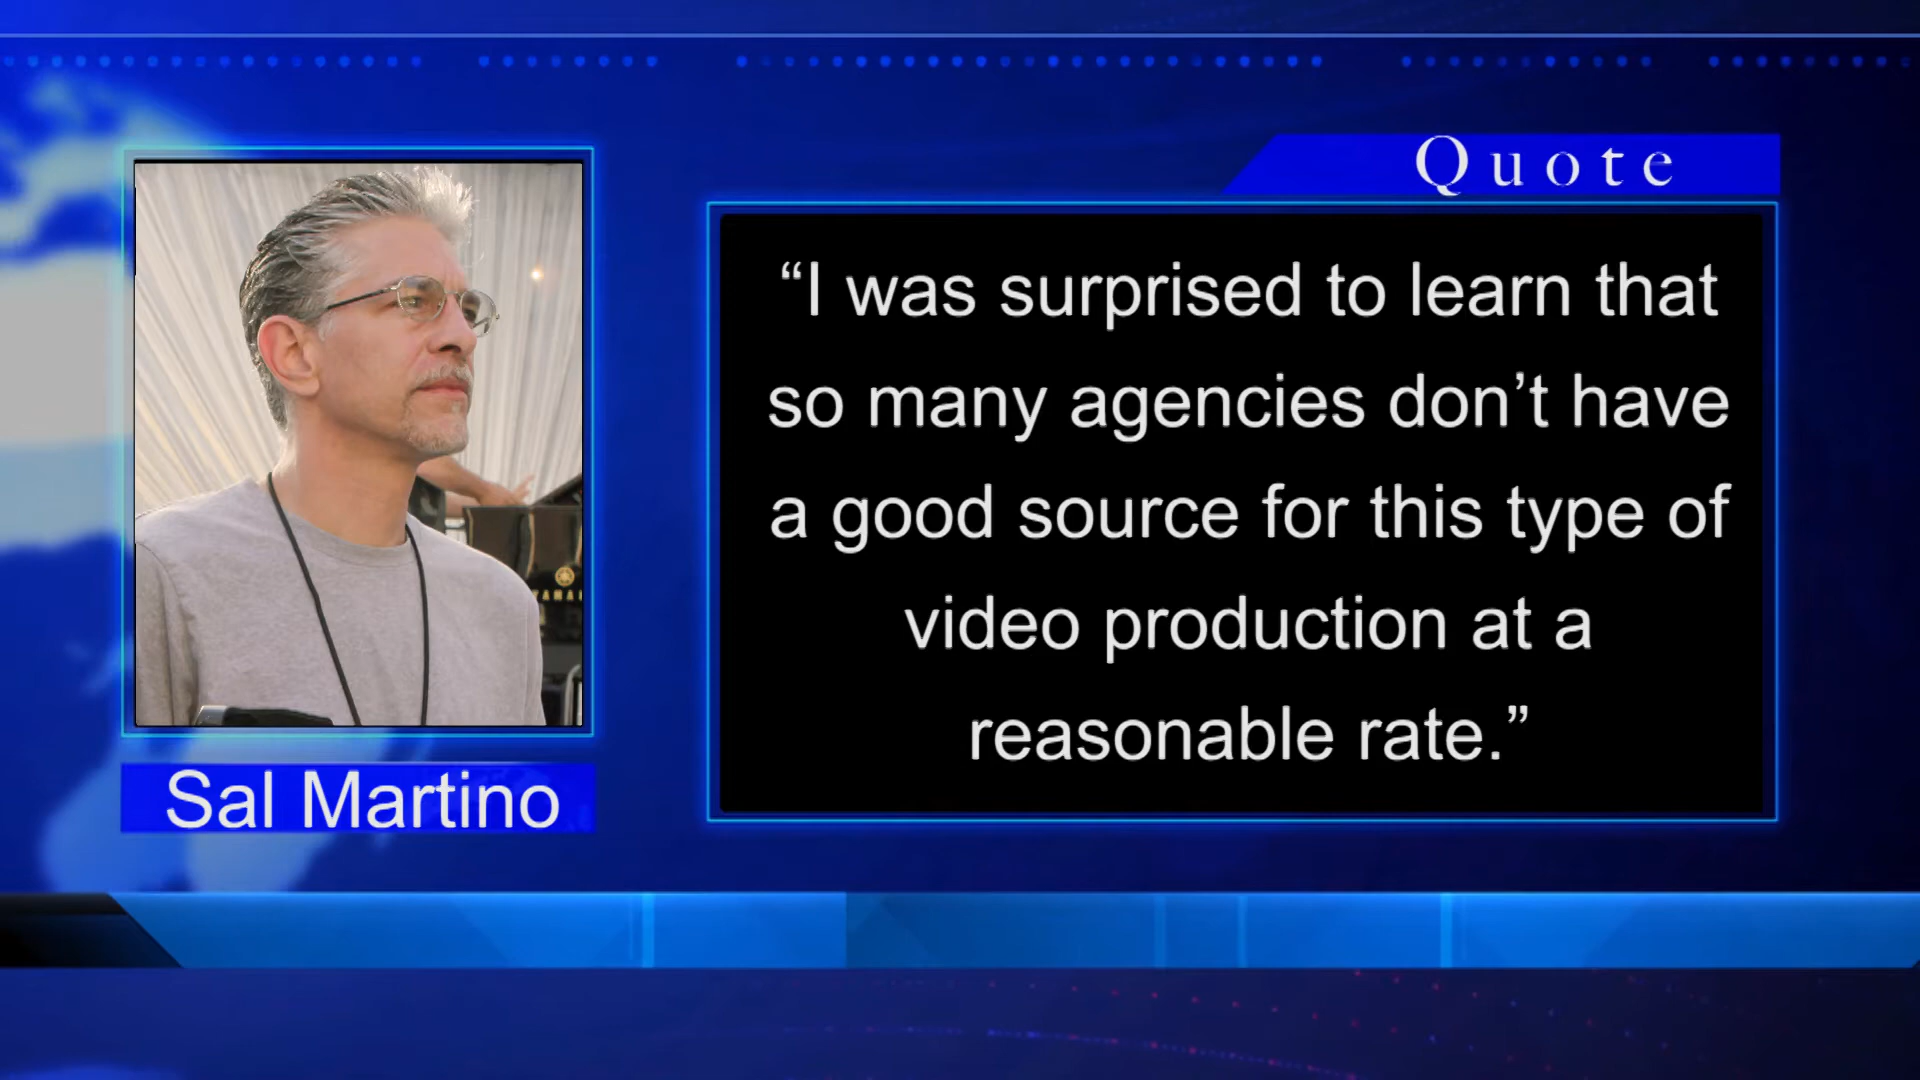 Quote
“I was surprised to learn that
so many agencies don’t have
a good source for this type of
video production at a
reasonable rate.”
Sal Martino